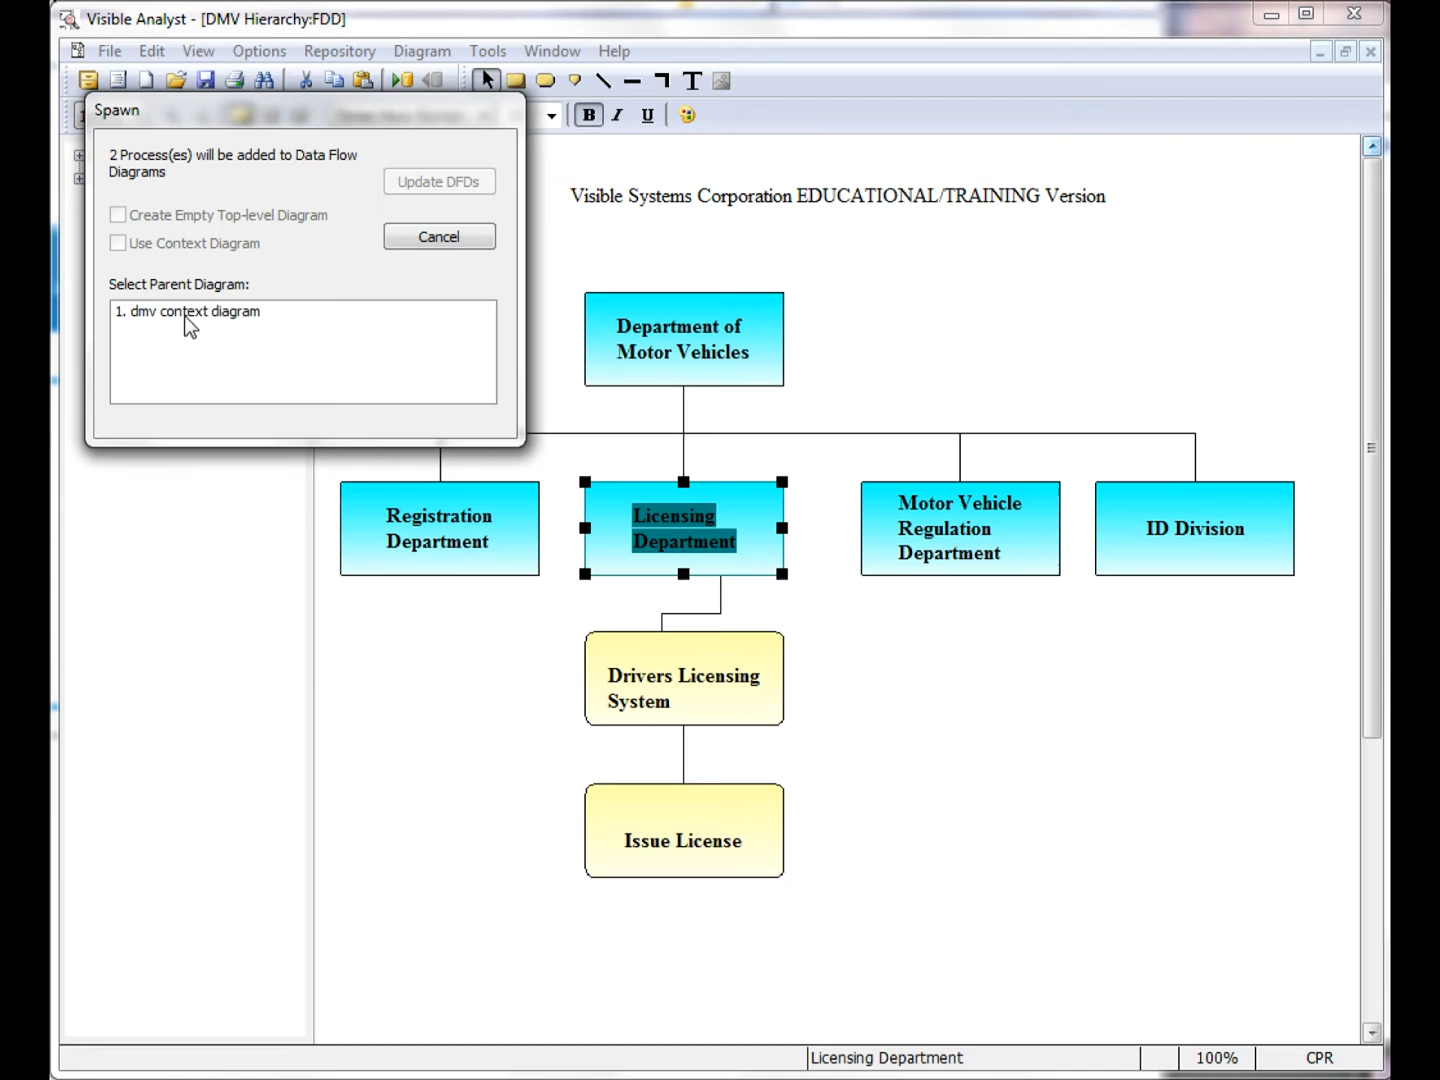 Visible Analyst - [DMV Hierarchy:FDD]
File Edit View Options Repository Diagram Tools Window Help
T
B I U
Spawn
2 Process(es) will be added to Data Flow
Diagrams
Update DFDs
Create Empty Top-level Diagram
Use Context Diagram
Cancel
Select Parent Diagram:
1. dmv context diagram
Visible Systems Corporation EDUCATIONAL/TRAINING Version
Department of
Motor Vehicles
Registration
Department
Licensing
Department
Motor Vehicle
Regulation
Department
ID Division
Drivers Licensing
System
Issue License
Licensing Department 100% CPR